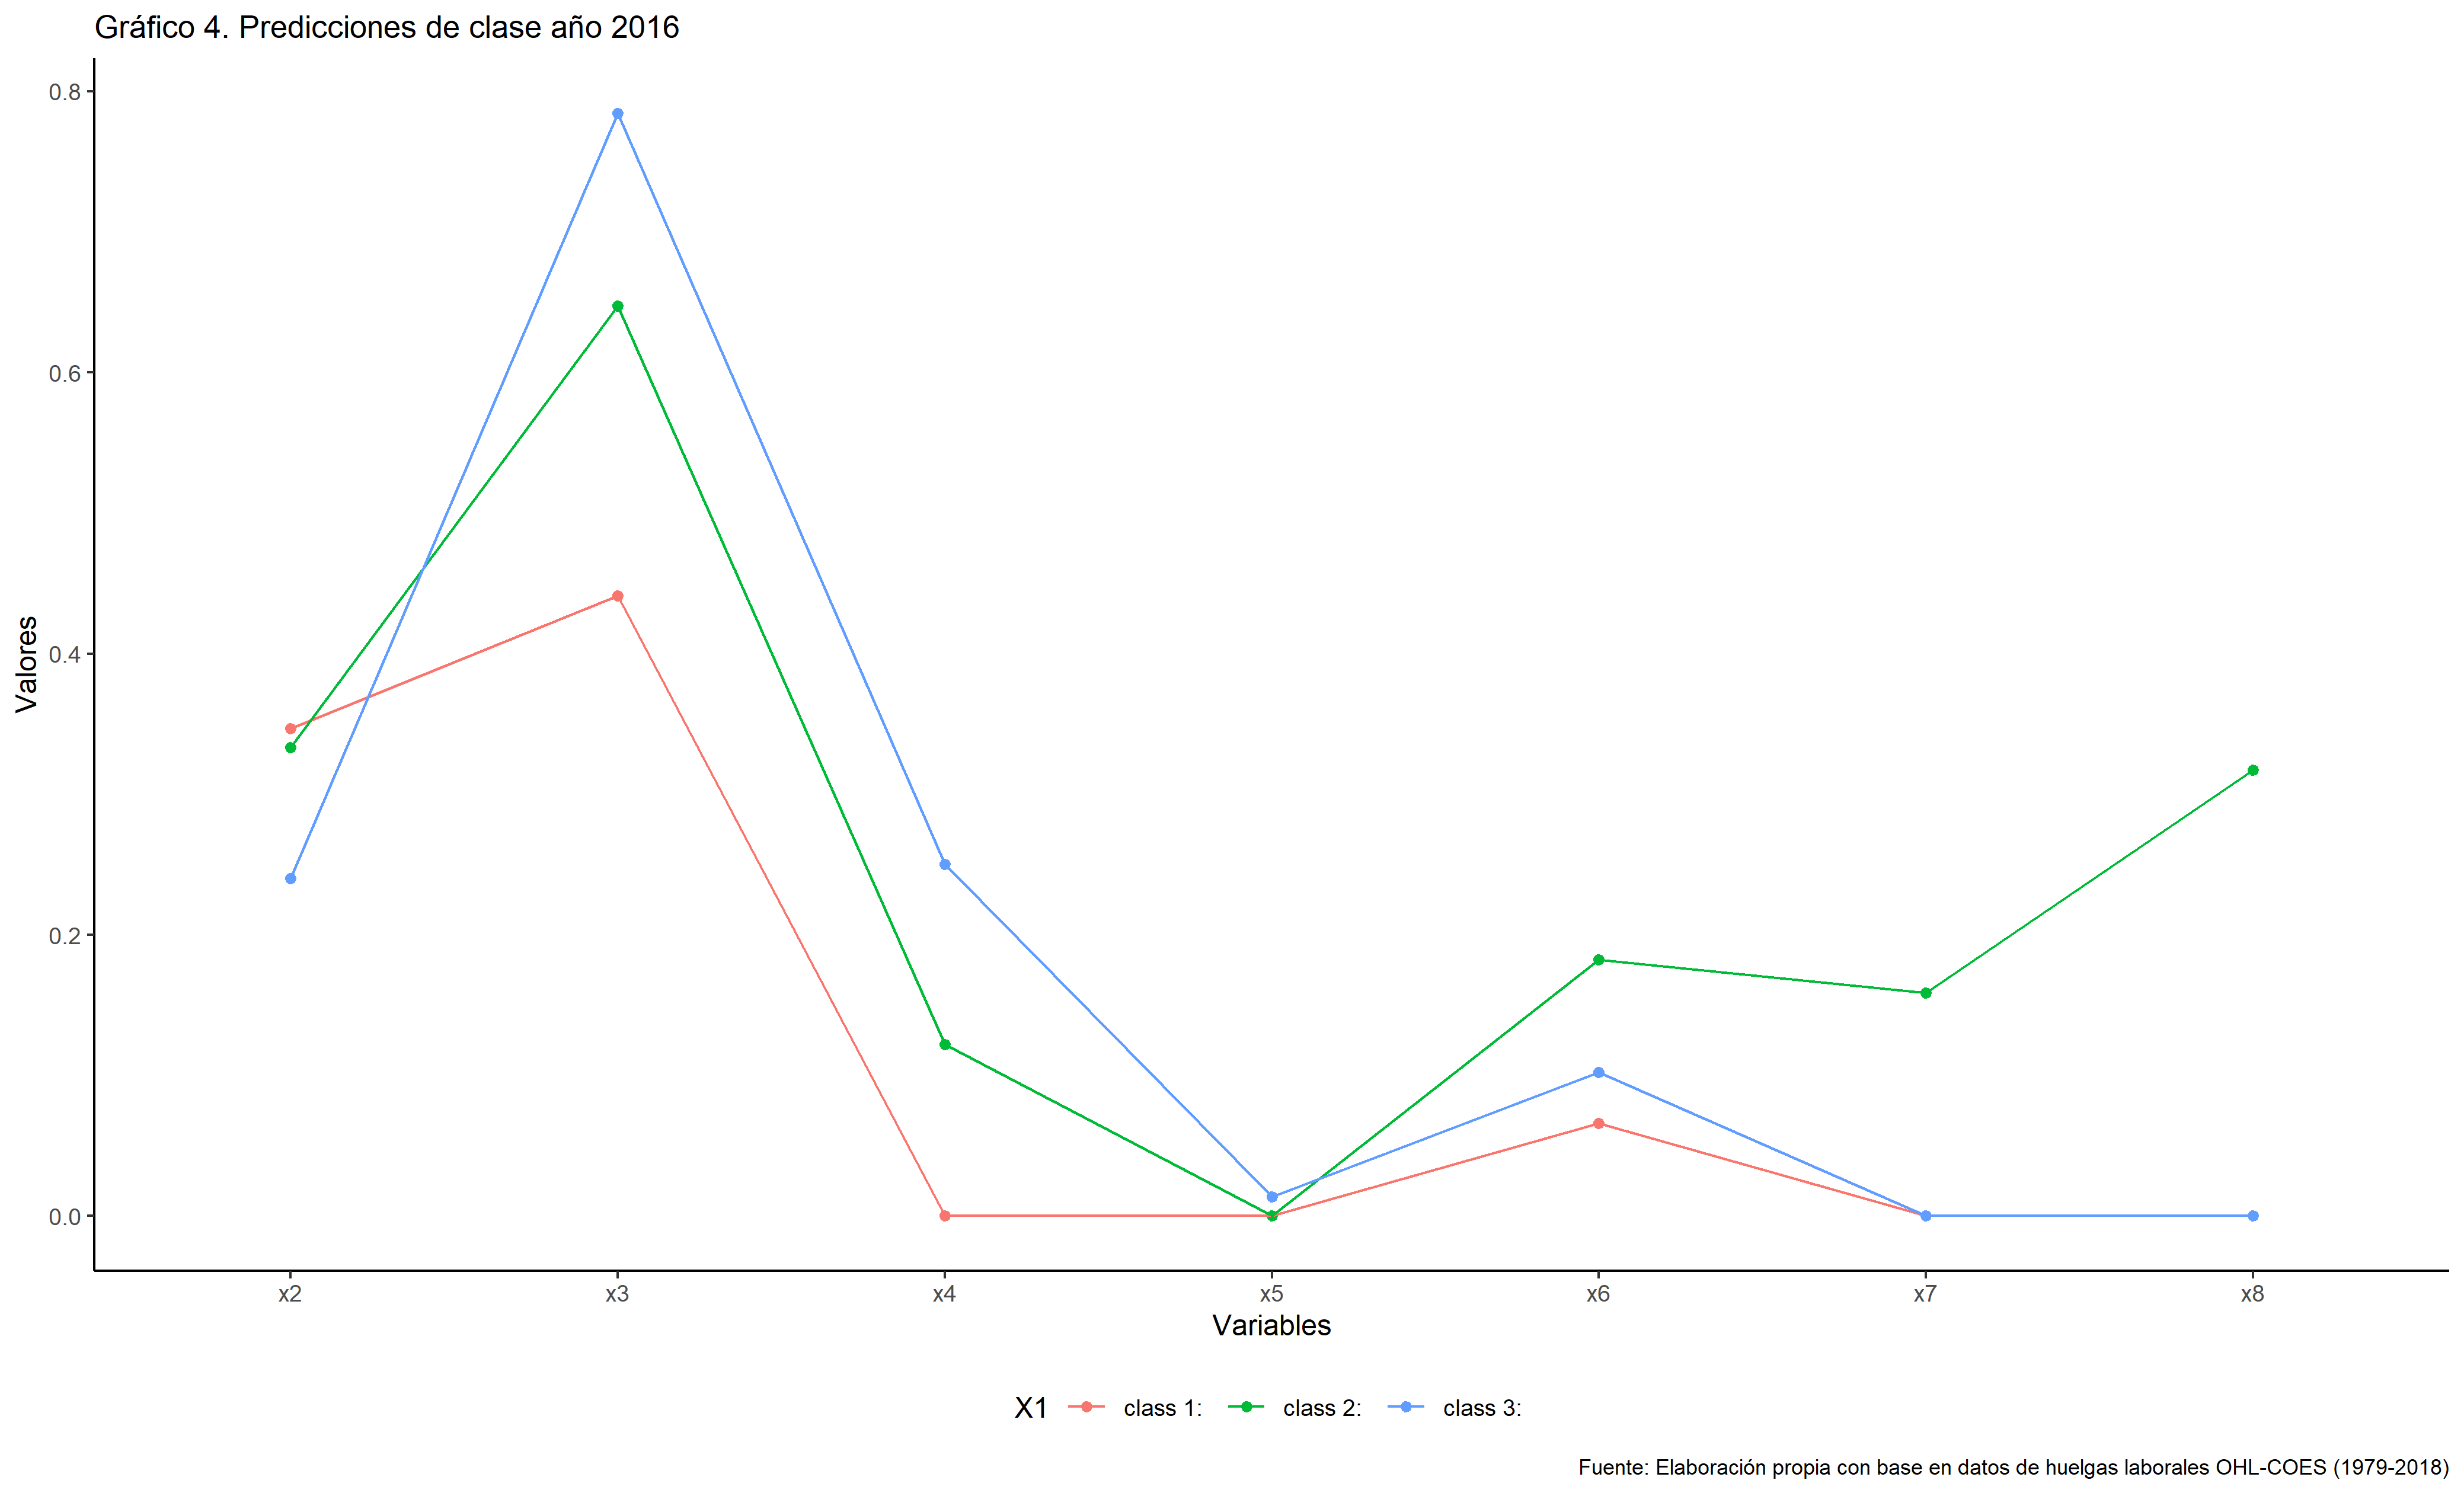 Gráfico 4. Predicciones de clase año 2016
Valores
0.8
0.6
0.4
0.2
0.0
x2 x3 x4 x5 x6 x7 x8
Variables
X1 class 1: class 2: class 3:
Fuente: Elaboración propia con base en datos de huelgas laborales OHL-COES (1979-2018)